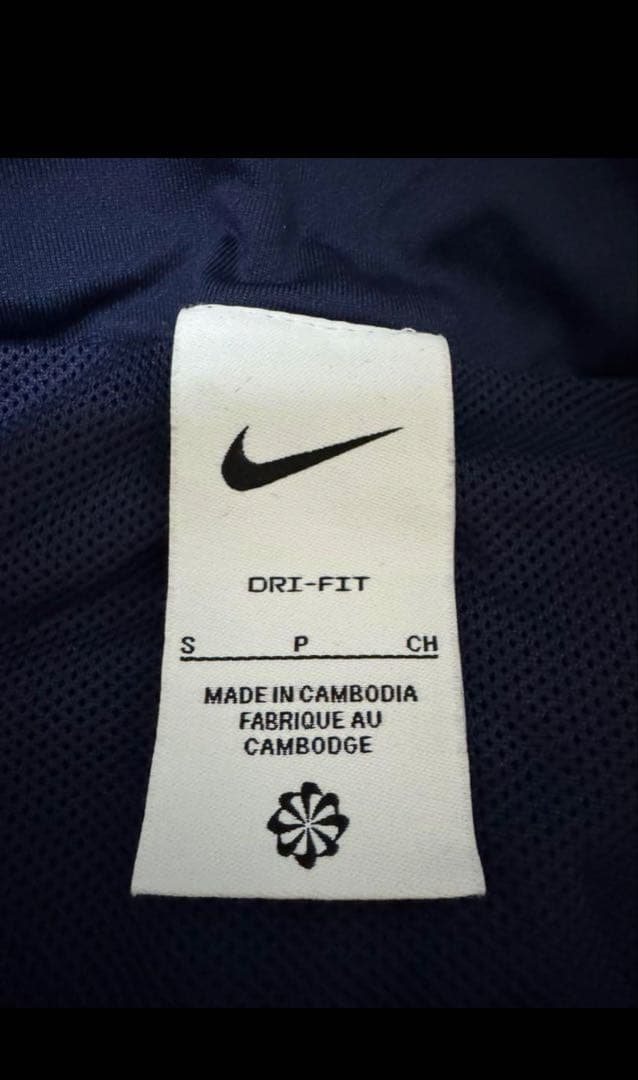 DRI-FIT
S P CH
MADE IN CAMBODIA
FABRIQUE AU
CAMBODGE